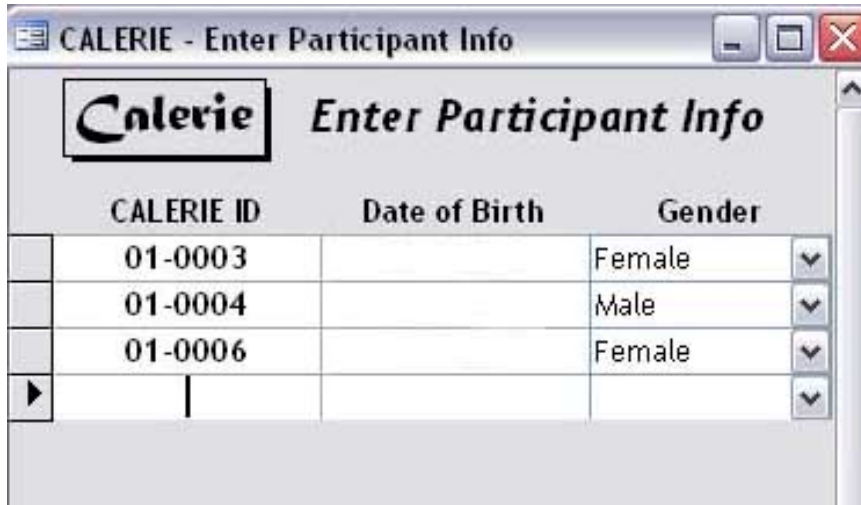 CALERIE - Enter Participant Info
Calerie Enter Participant Info
CALERIE ID Date of Birth Gender
01-0003 Female
01-0004 Male
01-0006 Female